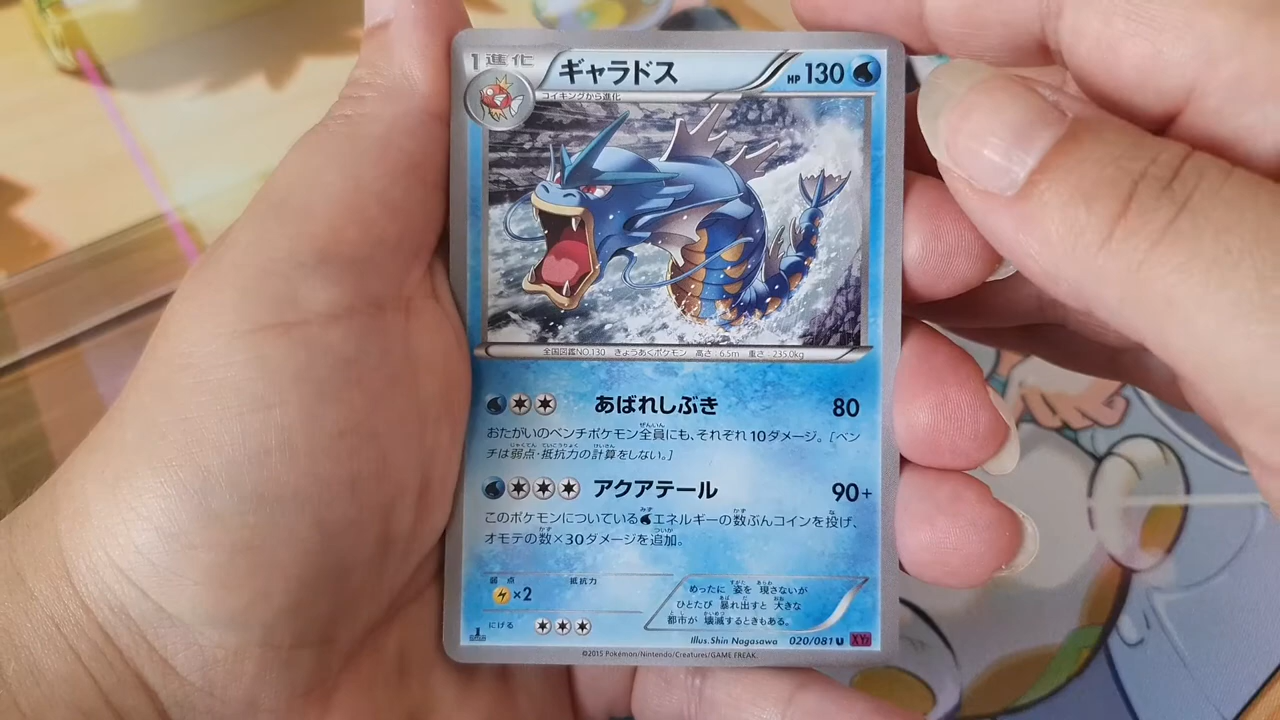 1進化
ギャラドス
HP 130
コイキングから進化
全国図鑑NO.130 きょうあくポケモン 高さ:6.5m 重さ:235.0kg
あばれしぶき 80
おたがいのベンチポケモン全員にも、それぞれ10ダメージ。[ベン
チは弱点・抵抗力の計算をしない。]
アクアテール 90+
このポケモンについているエネルギーの数ぶんコインを投げ、
オモテの数×30ダメージを追加。
弱点 抵抗力
×2
にげる
めったに 姿を 現さないが
ひとたび 暴れ出すと 大きな
都市が 壊滅するときもある。
Illus.Shin Nagasawa 020/081 U
©2015 Pokémon/Nintendo/Creatures/GAME FREAK.